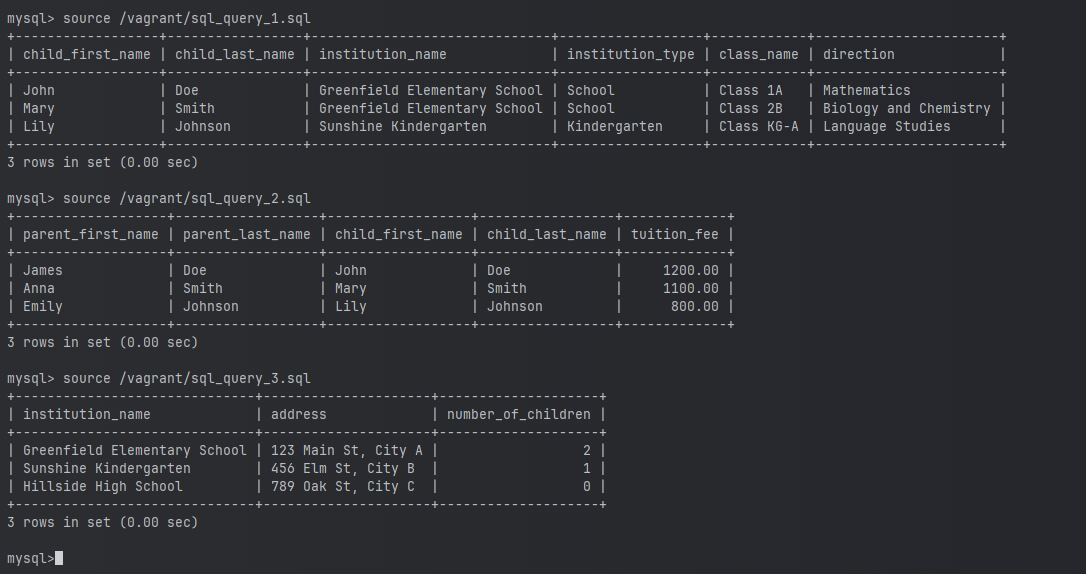 mysql> source /vagrant/sql_query_1.sql
+------------------+-----------------+------------------------------+------------------+------------+-----------------------+
| child_first_name | child_last_name | institution_name             | institution_type | class_name | direction             |
+------------------+-----------------+------------------------------+------------------+------------+-----------------------+
| John             | Doe             | Greenfield Elementary School | School           | Class 1A   | Mathematics           |
| Mary             | Smith           | Greenfield Elementary School | School           | Class 2B   | Biology and Chemistry |
| Lily             | Johnson         | Sunshine Kindergarten        | Kindergarten     | Class KG-A | Language Studies      |
+------------------+-----------------+------------------------------+------------------+------------+-----------------------+
3 rows in set (0.00 sec)

mysql> source /vagrant/sql_query_2.sql
+-------------------+------------------+------------------+-----------------+-------------+
| parent_first_name | parent_last_name | child_first_name | child_last_name | tuition_fee |
+-------------------+------------------+------------------+-----------------+-------------+
| James             | Doe              | John             | Doe             |     1200.00 |
| Anna              | Smith            | Mary             | Smith           |     1100.00 |
| Emily             | Johnson          | Lily             | Johnson         |      800.00 |
+-------------------+------------------+------------------+-----------------+-------------+
3 rows in set (0.00 sec)

mysql> source /vagrant/sql_query_3.sql
+------------------------------+---------------------+--------------------+
| institution_name             | address             | number_of_children |
+------------------------------+---------------------+--------------------+
| Greenfield Elementary School | 123 Main St, City A |                  2 |
| Sunshine Kindergarten        | 456 Elm St, City B  |                  1 |
| Hillside High School         | 789 Oak St, City C  |                  0 |
+------------------------------+---------------------+--------------------+
3 rows in set (0.00 sec)

mysql>